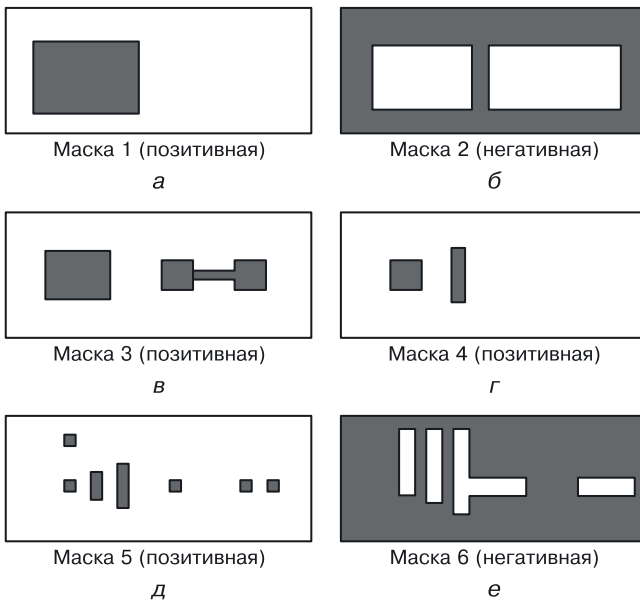 Маска 1 (позитивная)
Маска 2 (негативная)
а
б
Маска 3 (позитивная)
Маска 4 (позитивная)
в
г
Маска 5 (позитивная)
Маска 6 (негативная)
д
е